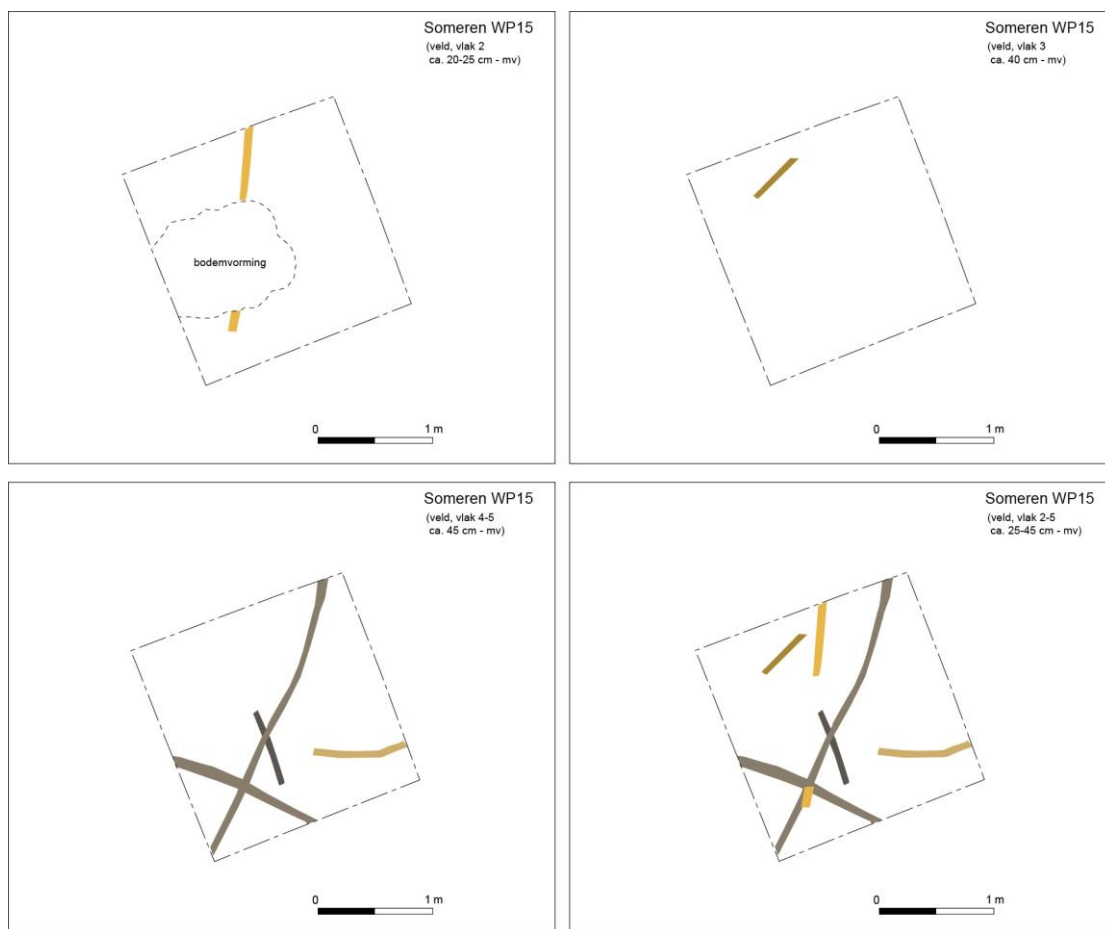 Someren WP15
(veld, vlak 2
ca. 20-25 cm - mv)
bodemvorming
0 1 m
Someren WP15
(veld, vlak 3
ca. 40 cm - mv)
0 1 m
Someren WP15
(veld, vlak 4-5
ca. 45 cm - mv)
0 1 m
Someren WP15
(veld, vlak 2-5
ca. 25-45 cm - mv)
0 1 m